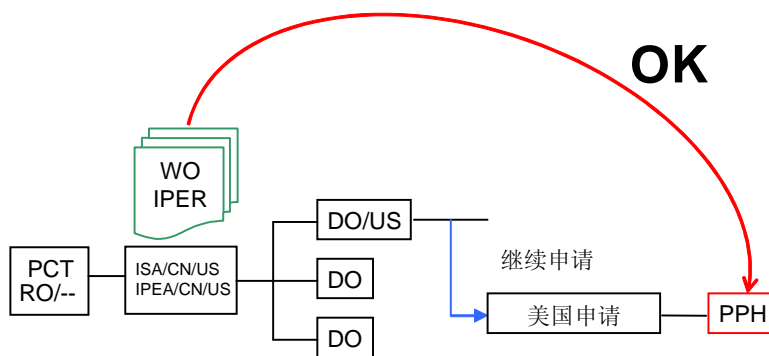 OK
WO
IPER
DO/US
PCT
RO/--
ISA/CN/US
IPEA/CN/US
DO
DO
继续申请
美国申请
PPH